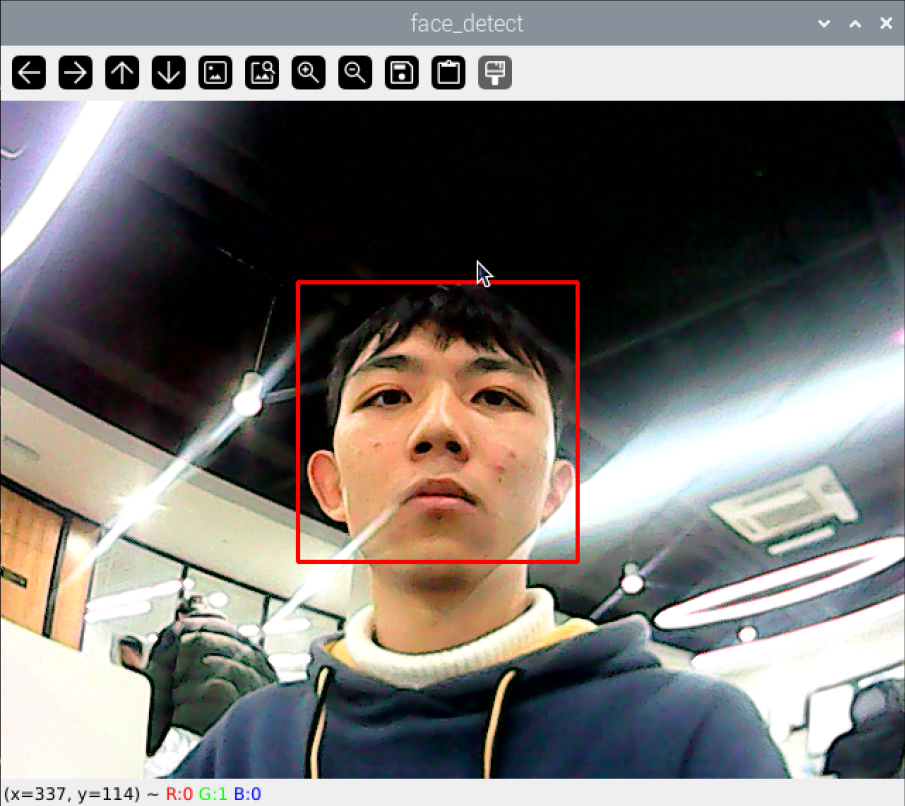 face_detect
(x=337, y=114) ~ R:0 G:1 B:0